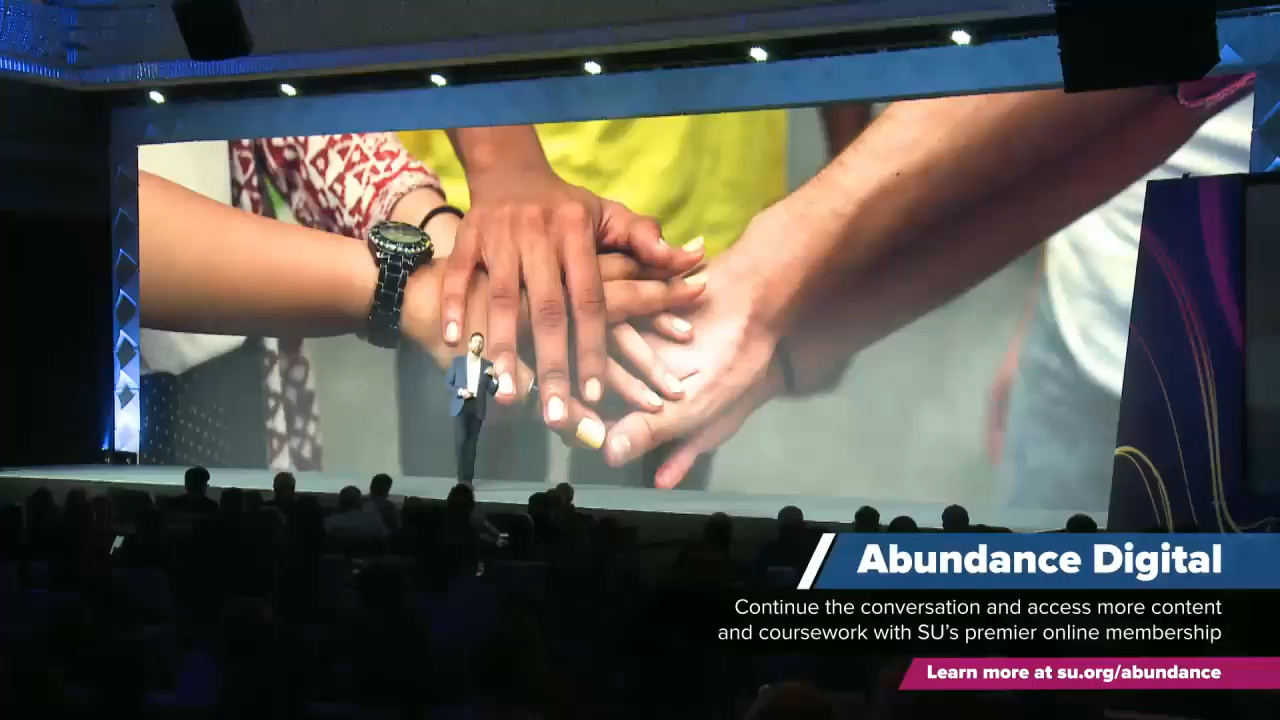 Abundance Digital
Continue the conversation and access more content
and coursework with SU's premier online membership
Learn more at su.org/abundance